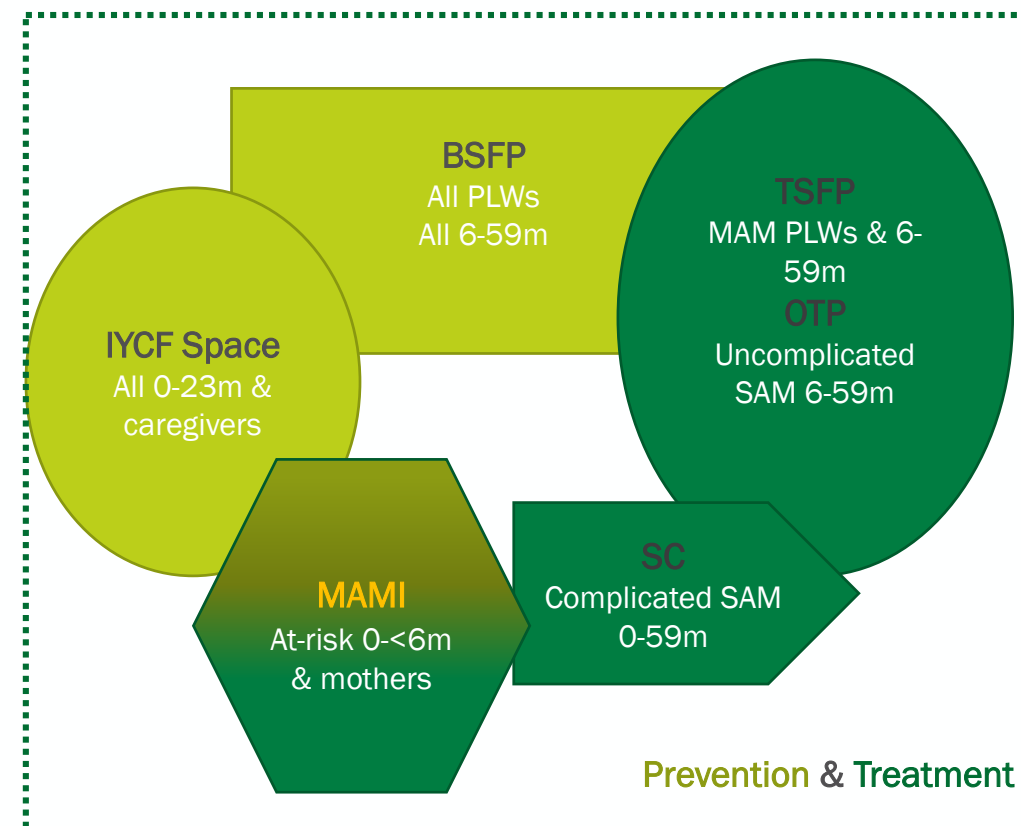 BSFP
All PLWs
All 6-59m
TSFP
MAM PLWs & 6-
59m
OTP
Uncomplicated
SAM 6-59m
IYCF Space
All 0-23m &
caregivers
MAMI
At-risk 0-<6m
& mothers
SC
Complicated SAM
0-59m
Prevention & Treatment